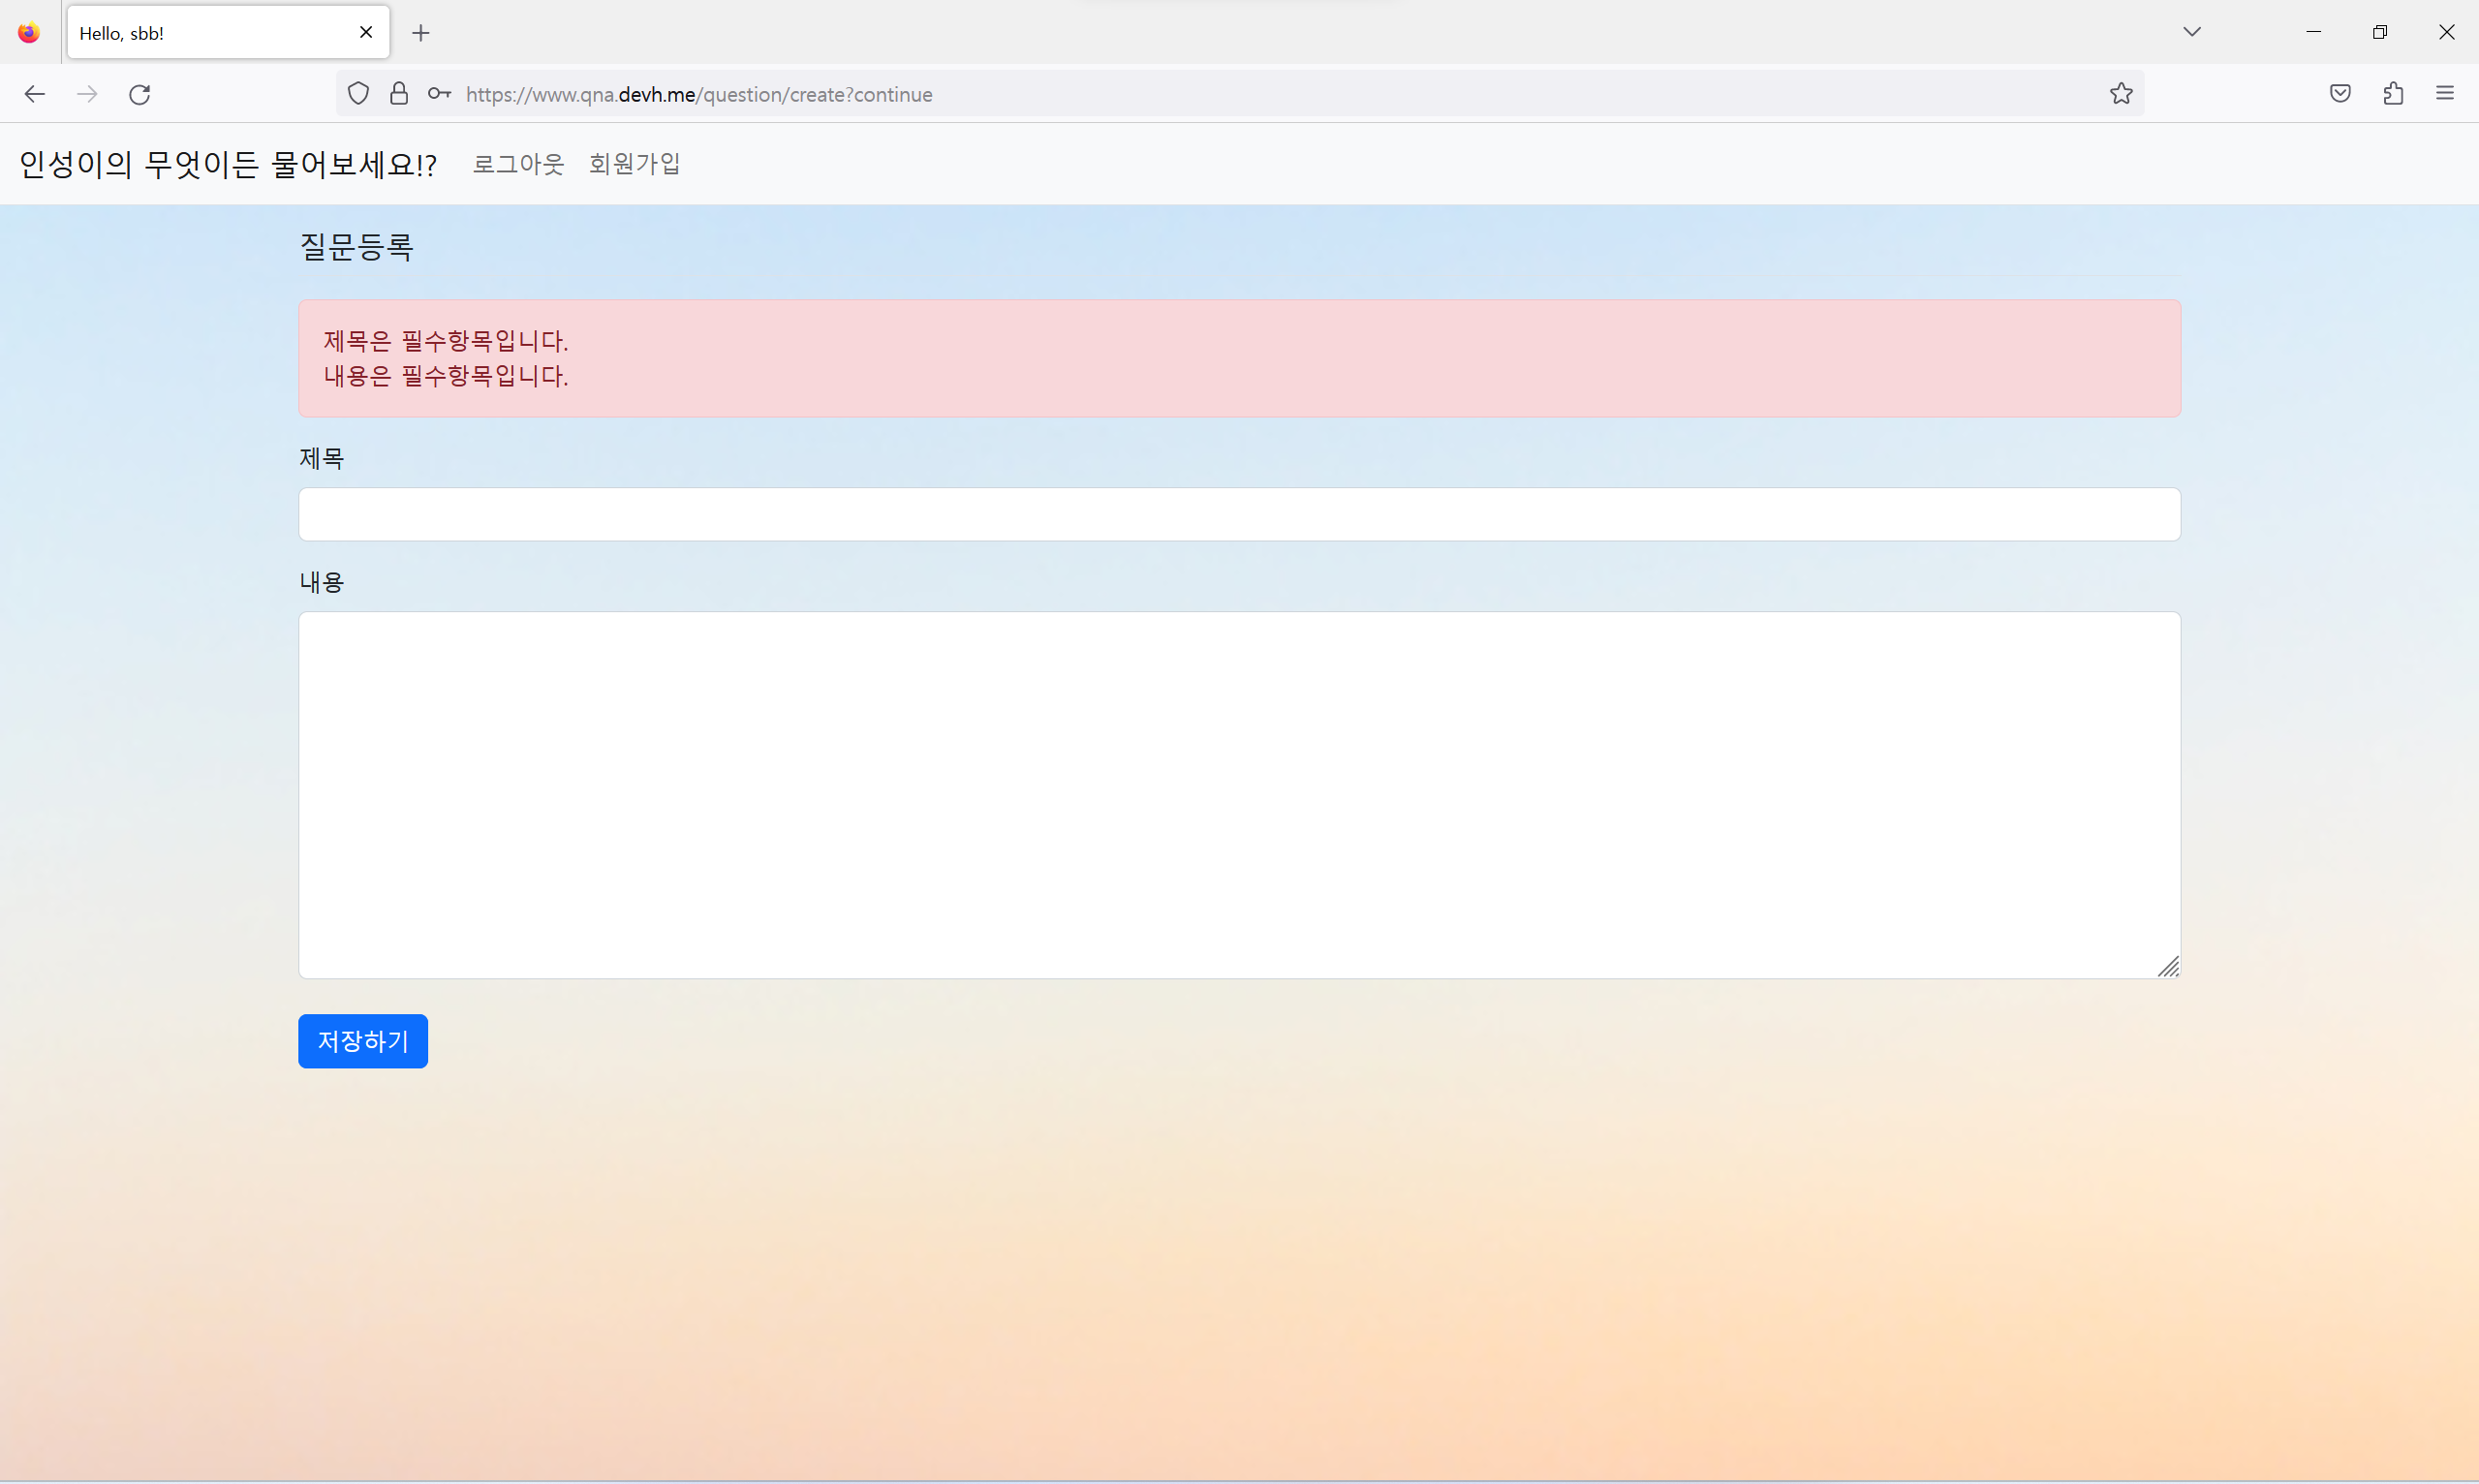 Hello, sbb!
https://www.qna.devh.me/question/create?continue
인성이의 무엇이든 물어보세요!? 로그아웃 회원가입
질문등록
제목은 필수항목입니다.
내용은 필수항목입니다.
제목
내용
저장하기